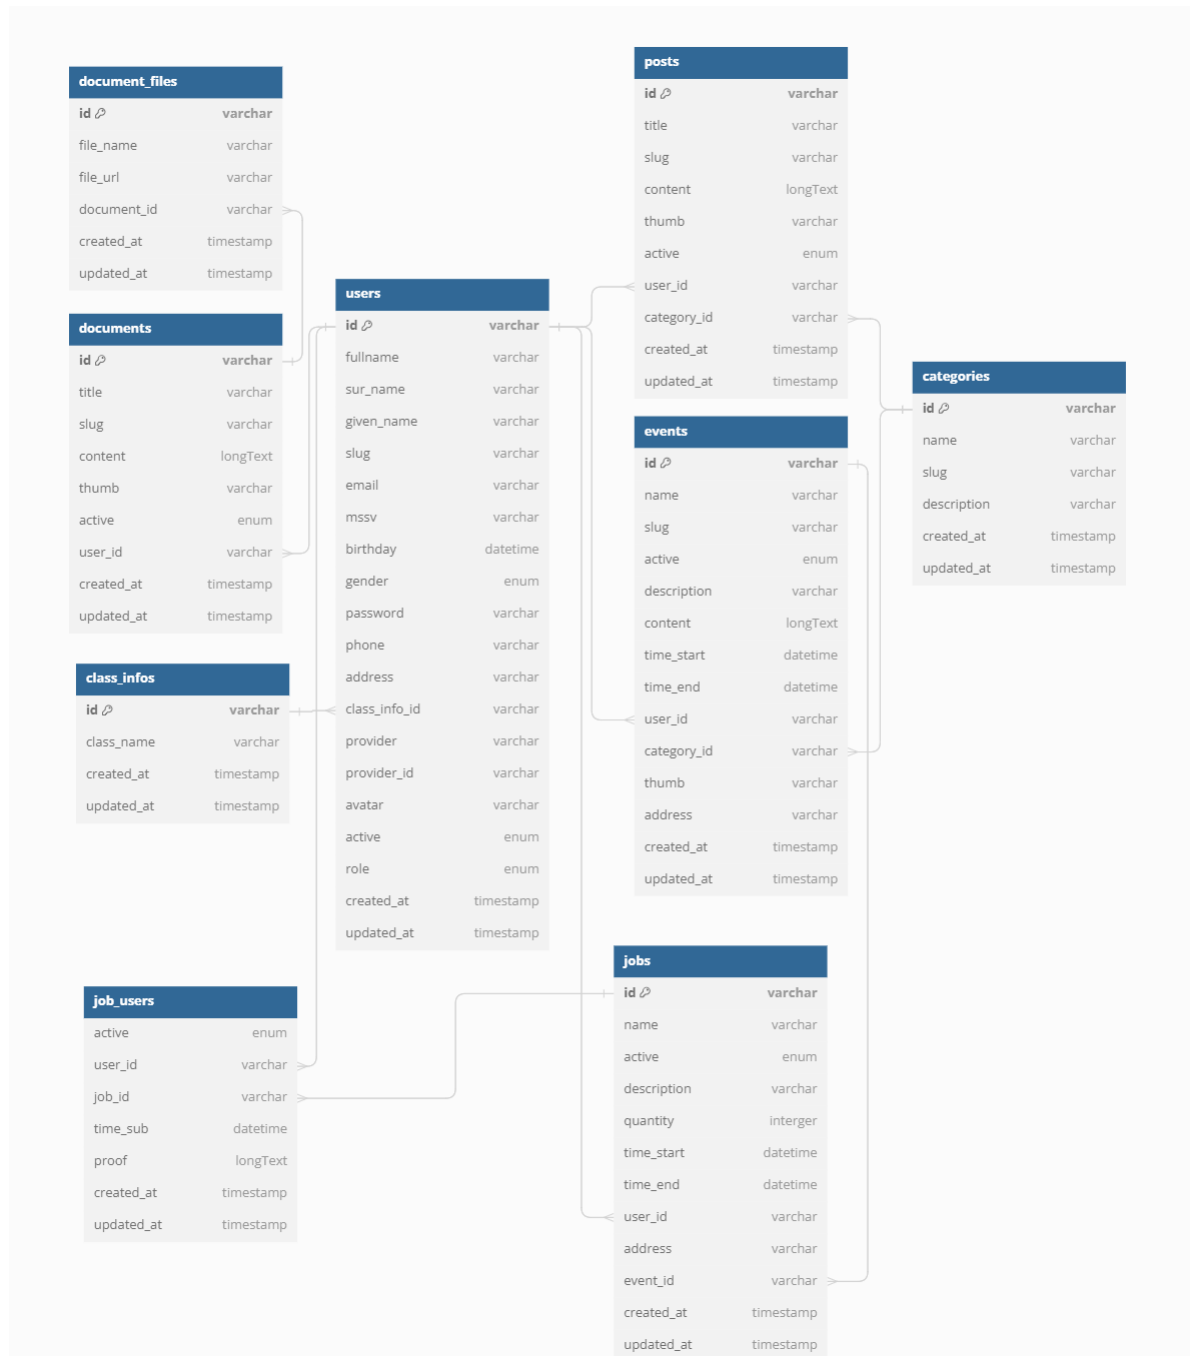 document_files
id varchar
file_name varchar
file_url varchar
document_id varchar
created_at timestamp
updated_at timestamp
documents
id varchar
title varchar
slug varchar
content longText
thumb varchar
active enum
user_id varchar
created_at timestamp
updated_at timestamp
class_infos
id varchar
class_name varchar
created_at timestamp
updated_at timestamp
job_users
active enum
user_id varchar
job_id varchar
time_sub datetime
proof longText
created_at timestamp
updated_at timestamp
users
id varchar
fullname varchar
sur_name varchar
given_name varchar
slug varchar
email varchar
mssv varchar
birthday datetime
gender enum
password varchar
phone varchar
address varchar
class_info_id varchar
provider varchar
provider_id varchar
avatar varchar
active enum
role enum
created_at timestamp
updated_at timestamp
posts
id varchar
title varchar
slug varchar
content longText
thumb varchar
active enum
user_id varchar
category_id varchar
created_at timestamp
updated_at timestamp
events
id varchar
name varchar
slug varchar
active enum
description varchar
content longText
time_start datetime
time_end datetime
user_id varchar
category_id varchar
thumb varchar
address varchar
created_at timestamp
updated_at timestamp
jobs
id varchar
name varchar
active enum
description varchar
quantity interger
time_start datetime
time_end datetime
user_id varchar
address varchar
event_id varchar
created_at timestamp
updated_at timestamp
categories
id varchar
name varchar
slug varchar
description varchar
created_at timestamp
updated_at timestamp